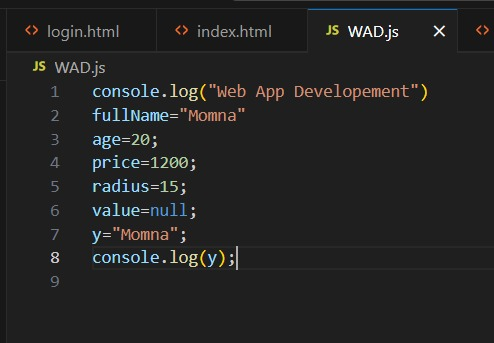 <> login.html <> index.html JS WAD.js × <>
JS WAD.js
1 console.log("Web App Developement")
2 fullName="Momna"
3 age=20;
4 price=1200;
5 radius=15;
6 value=null;
7 y="Momna";
8 console.log(y);
9